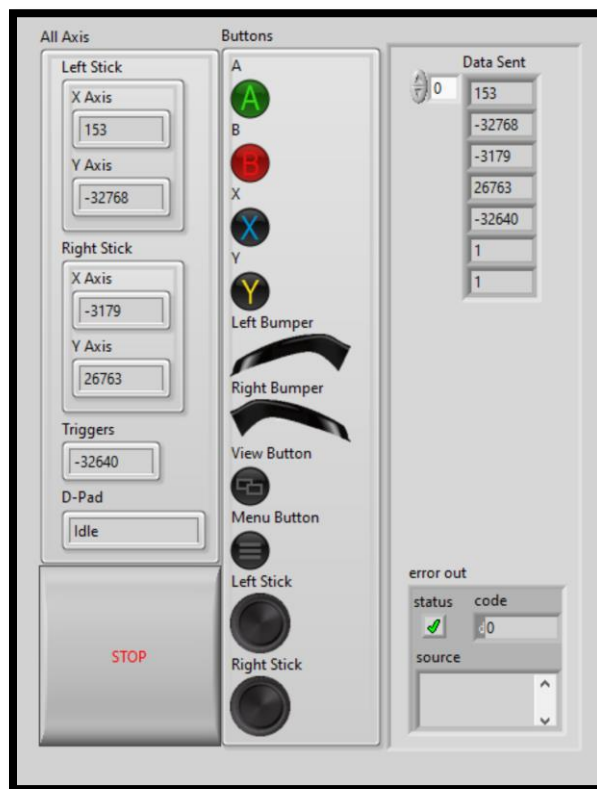 All Axis
Left Stick
X Axis
153
Y Axis
-32768
Right Stick
X Axis
-3179
Y Axis
26763
Triggers
-32640
D-Pad
Idle
STOP
Buttons
A
A
B
B
X
X
Y
Y
Left Bumper
Right Bumper
View Button
Menu Button
Left Stick
Right Stick
Data Sent
0
153
-32768
-3179
26763
-32640
1
1
error out
status code
d0
source